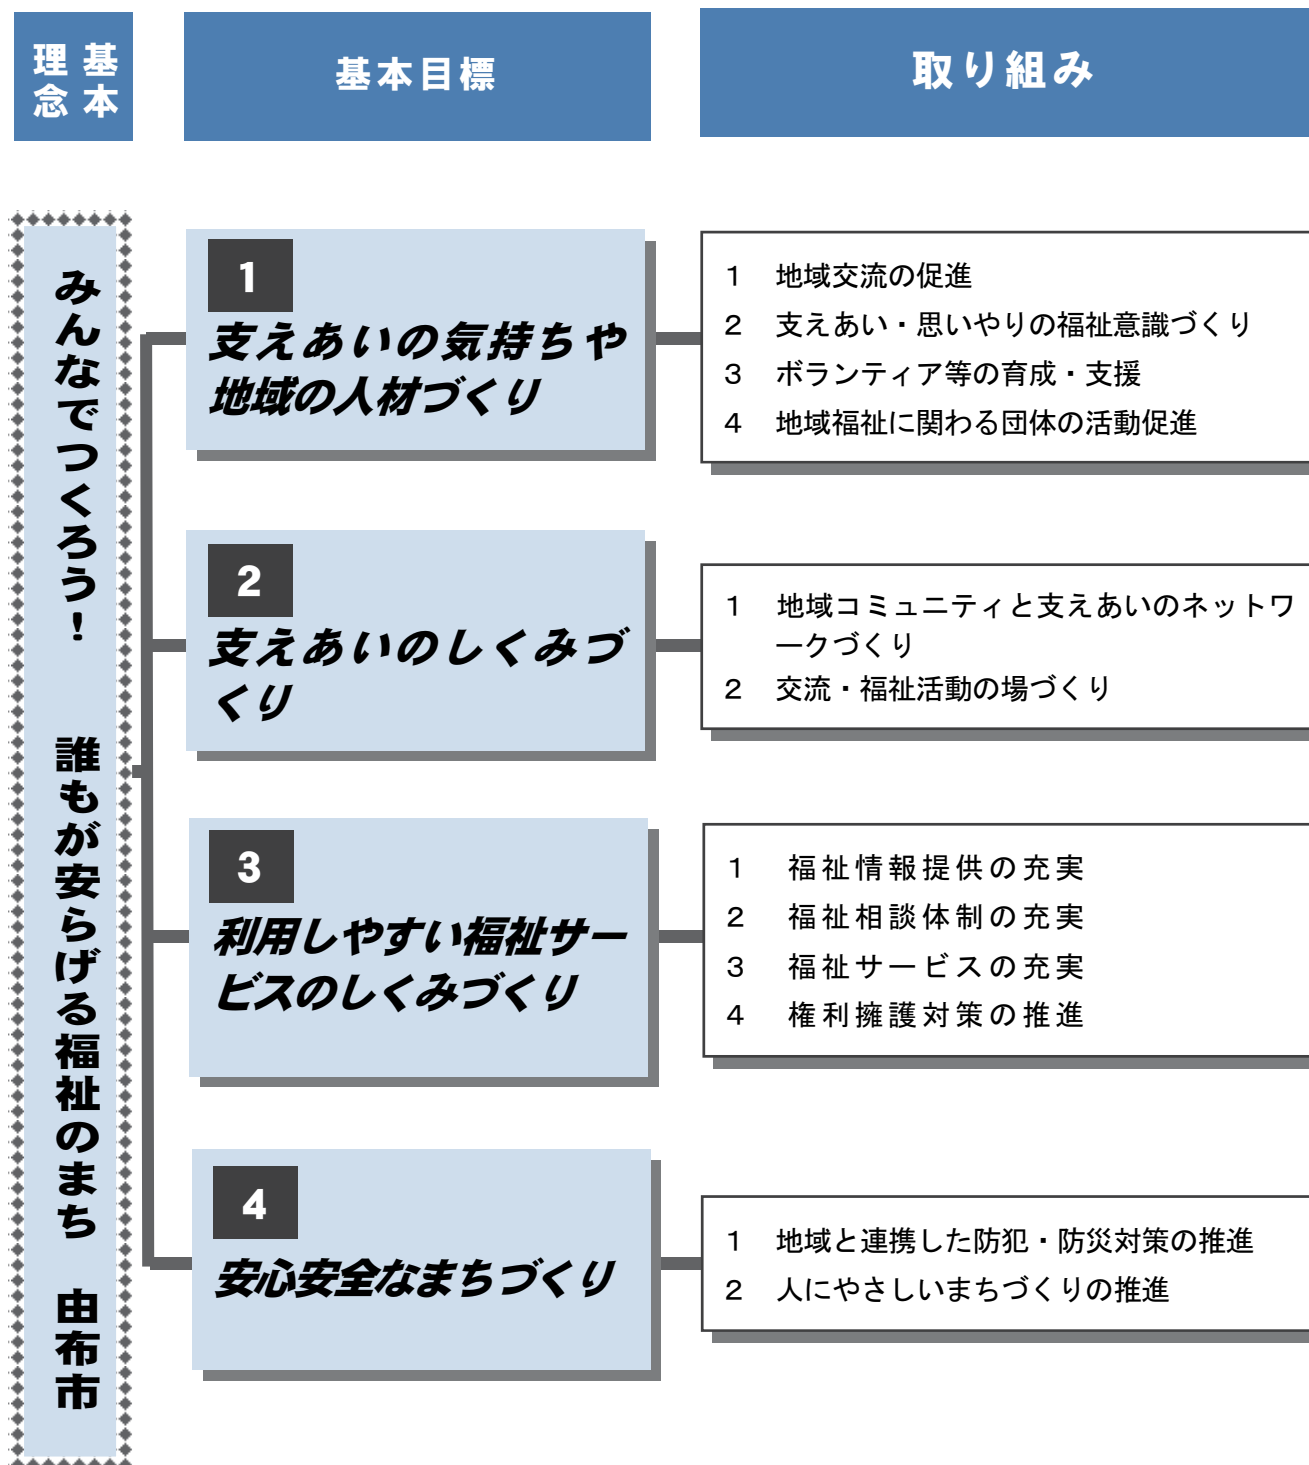 基本
理念
基本目標
取り組み
みんなでつくろう！　誰もが安らげる福祉のまち　由布市
1
支えあいの気持ちや
地域の人材づくり
1　地域交流の促進
2　支えあい・思いやりの福祉意識づくり
3　ボランティア等の育成・支援
4　地域福祉に関わる団体の活動促進
2
支えあいのしくみづ
くり
1　地域コミュニティと支えあいのネットワ
ークづくり
2　交流・福祉活動の場づくり
3
利用しやすい福祉サー
ビスのしくみづくり
1　福祉情報提供の充実
2　福祉相談体制の充実
3　福祉サービスの充実
4　権利擁護対策の推進
4
安心安全なまちづくり
1　地域と連携した防犯・防災対策の推進
2　人にやさしいまちづくりの推進